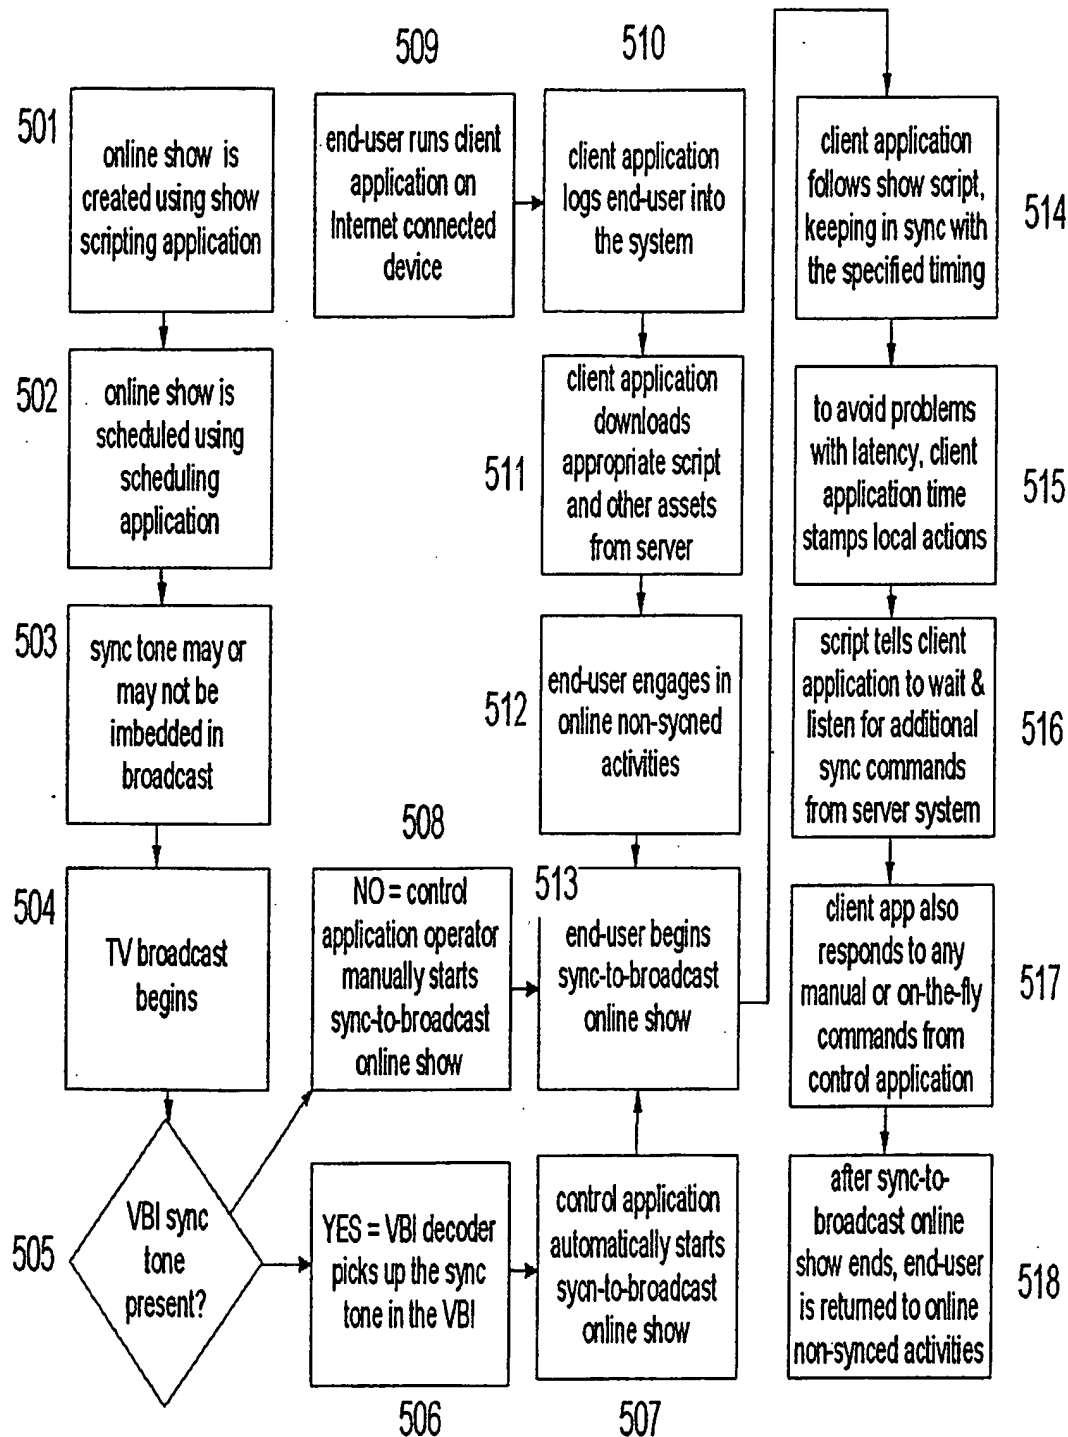 501
online show is
created using show
scripting application
502
online show is
scheduled using
scheduling
application
503
sync tone may or
may not be
imbedded in
broadcast
504
TV broadcast
begins
505
VBI sync
tone
present?
YES = VBI decoder
picks up the sync
tone in the VBI
506
control application
automatically starts
sycn-to-broadcast
online show
507
508
NO = control
application operator
manually starts
sync-to-broadcast
online show
509
end-user runs client
application on
Internet connected
device
510
client application
logs end-user into
the system
511
client application
downloads
appropriate script
and other assets
from server
512
end-user engages in
online non-sycned
activities
513
end-user begins
sync-to-broadcast
online show
client application
follows show script,
keeping in sync with
the specified timing
514
to avoid problems
with latency, client
application time
stamps local actions
515
script tells client
application to wait &
listen for additional
sync commands
from server system
516
client app also
responds to any
manual or on-the-fly
commands from
control application
517
after sync-to-
broadcast online
show ends, end-user
is returned to online
non-synced activities
518